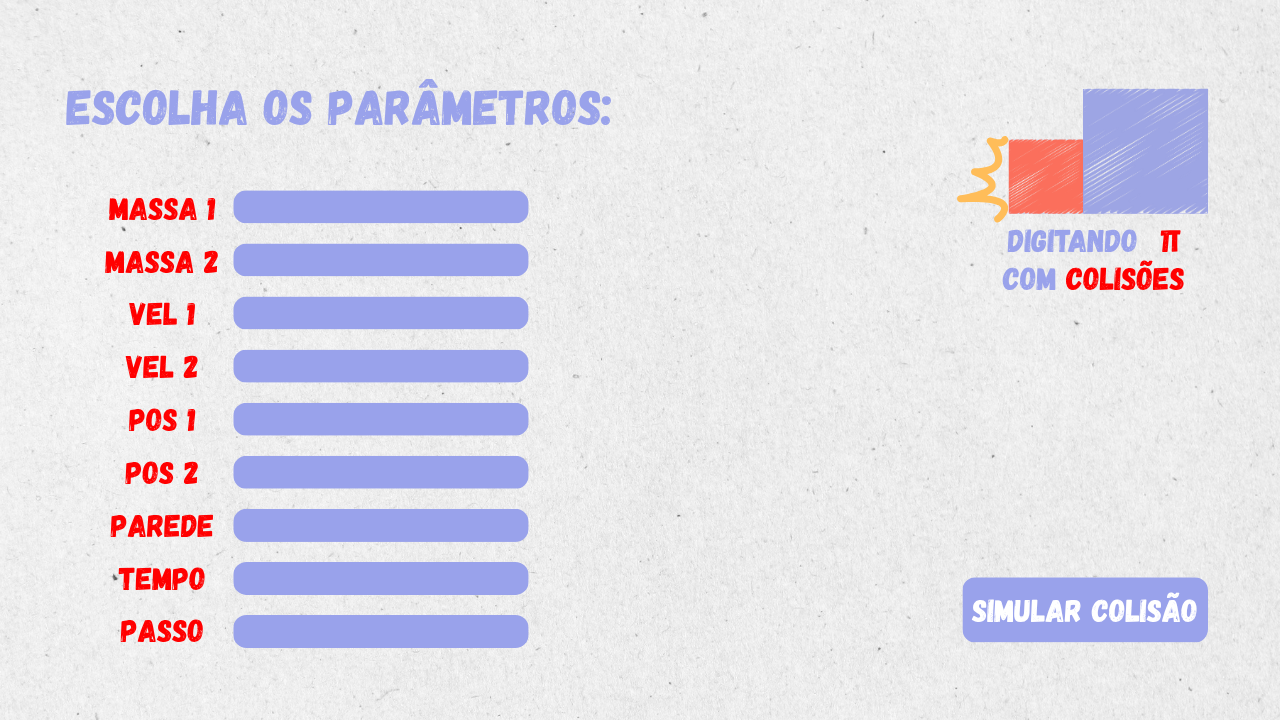 ESCOLHA OS PARÂMETROS:
MASSA 1
MASSA 2
VEL 1
VEL 2
POS 1
POS 2
PAREDE
TEMPO
PASSO
DIGITANDO π
COM COLISÕES
SIMULAR COLISÃO